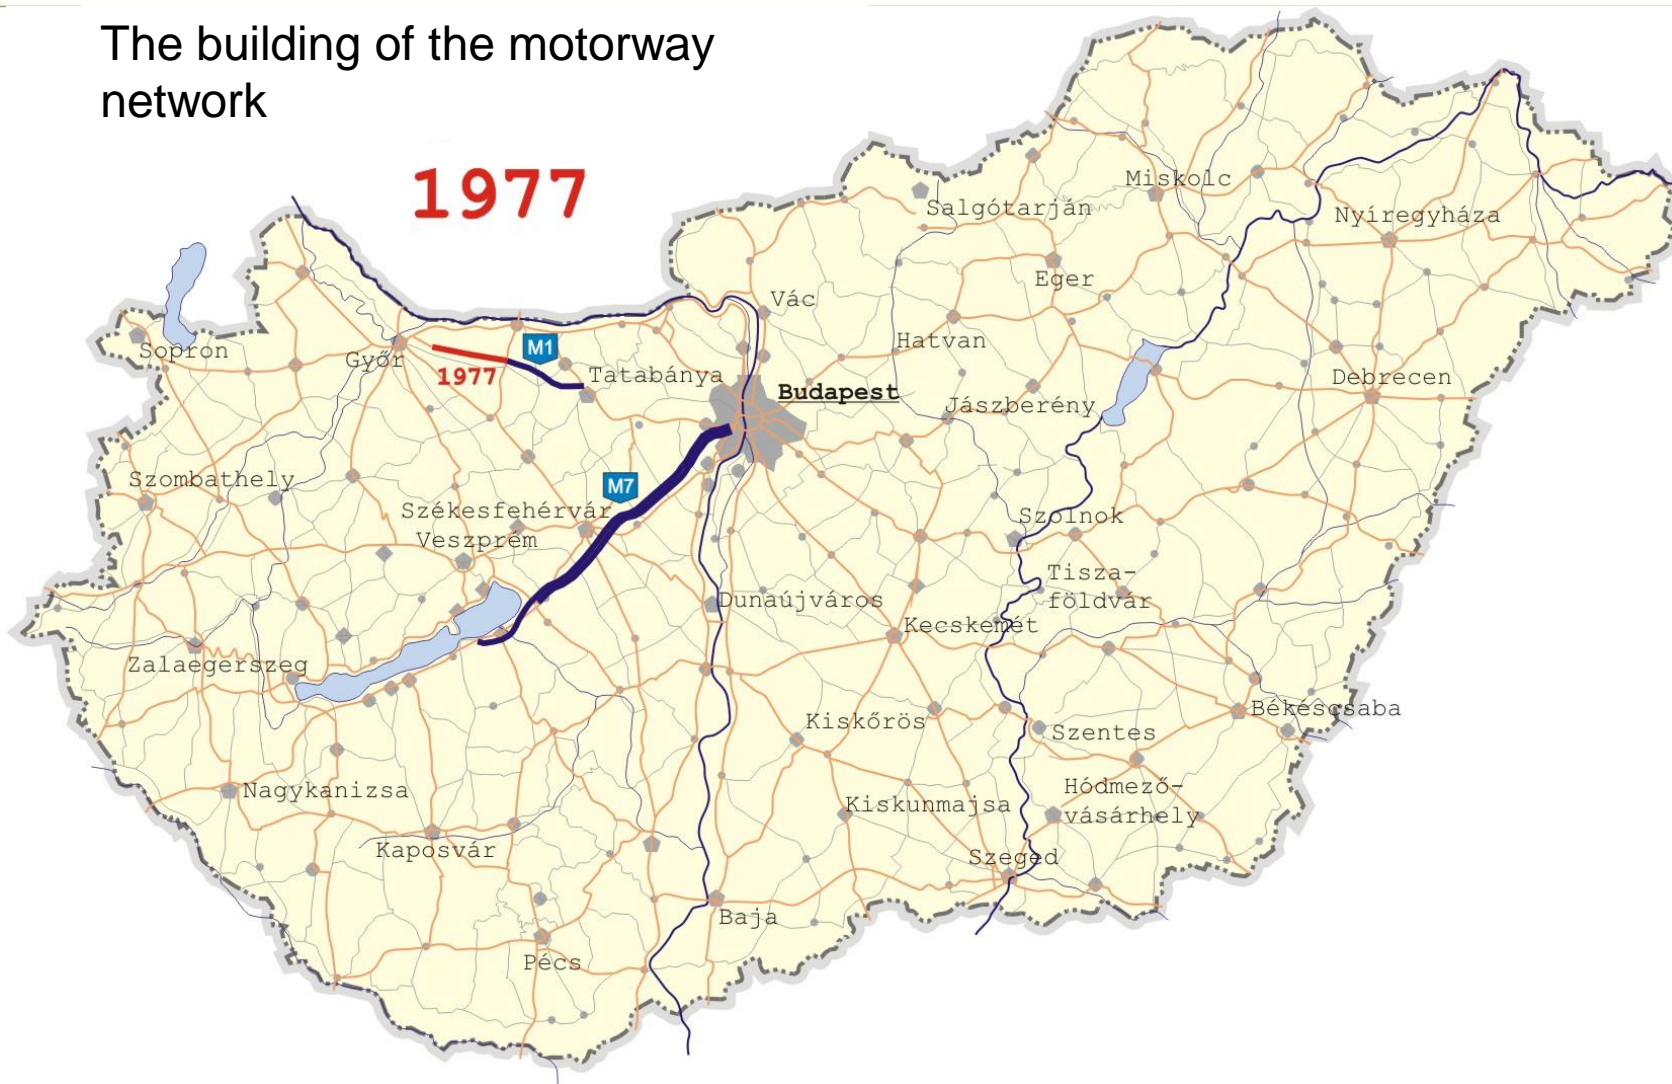 The building of the motorway
network
1977
Miskolc
Salgótarján
Nyíregyháza
Eger
Vác
Sopron
Győr
M1
Hatvan
1977
Tatabánya
Budapest
Debrecen
Jászberény
Szombathely
M7
Székesfehérvár
Veszprém
Szolnok
Tisza-
földvár
Dunaújváros
Kecskemét
Zalaegerszeg
Kiskőrös
Békéscsaba
Szentes
Nagykanizsa
Hódmező-
vásárhely
Kiskunmajsa
Kaposvár
Szeged
Baja
Pécs